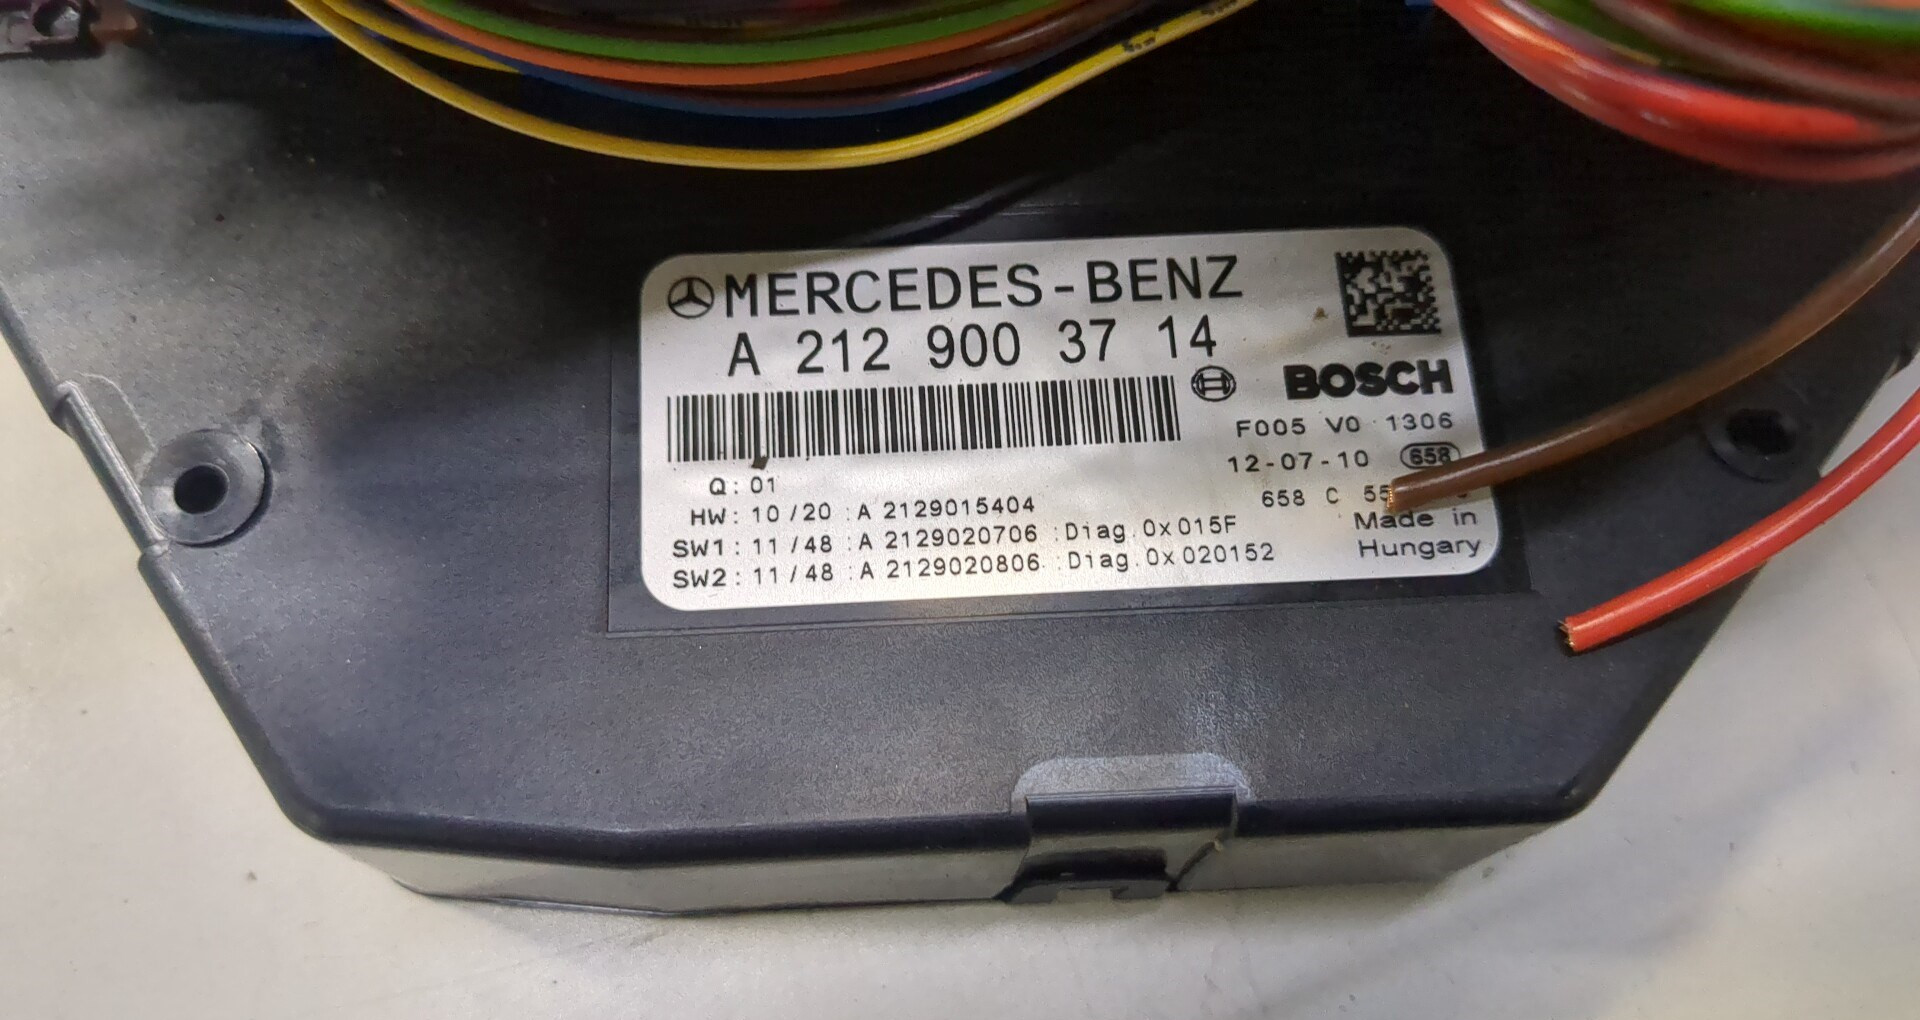 MERCEDES-BENZ
A 212 900 37 14
BOSCH
F005 V0 1306
12-07-10 658
658 C
Made in
Hungary
Q: 01
HW: 10/20 :A 2129015404
SW1: 11/48 :A 2129020706 :Diag.0x015F
SW2: 11/48 :A 2129020806 :Diag.0x020152